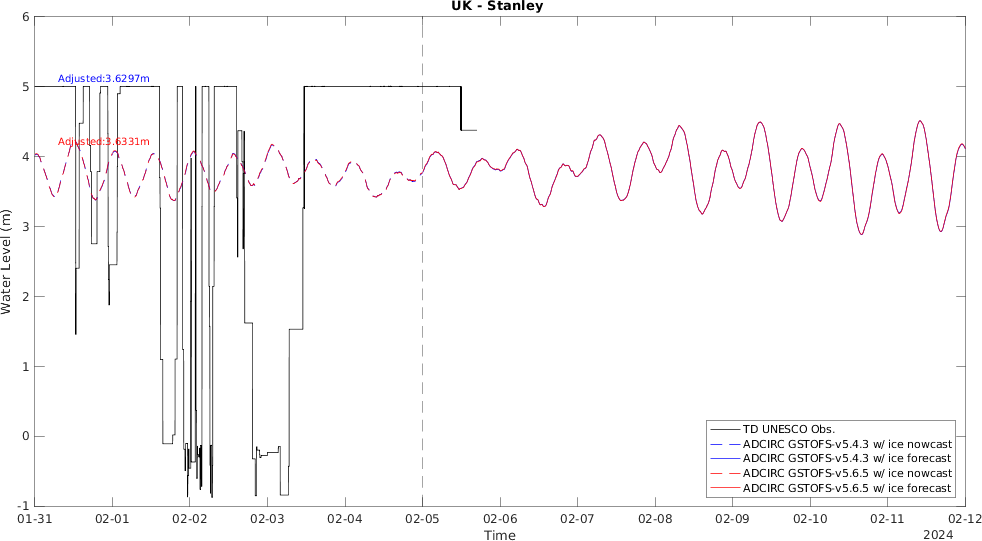 UK - Stanley
6
5
4
3
2
1
0
-1
Water Level (m)
Adjusted:3.6297m
Adjusted:3.6331m
TD UNESCO Obs.
ADCIRC GSTOFS-v5.4.3 w/ ice nowcast
ADCIRC GSTOFS-v5.4.3 w/ ice forecast
ADCIRC GSTOFS-v5.6.5 w/ ice nowcast
ADCIRC GSTOFS-v5.6.5 w/ ice forecast
01-31 02-01 02-02 02-03 02-04 02-05 02-06 02-07 02-08 02-09 02-10 02-11 02-12
Time
2024